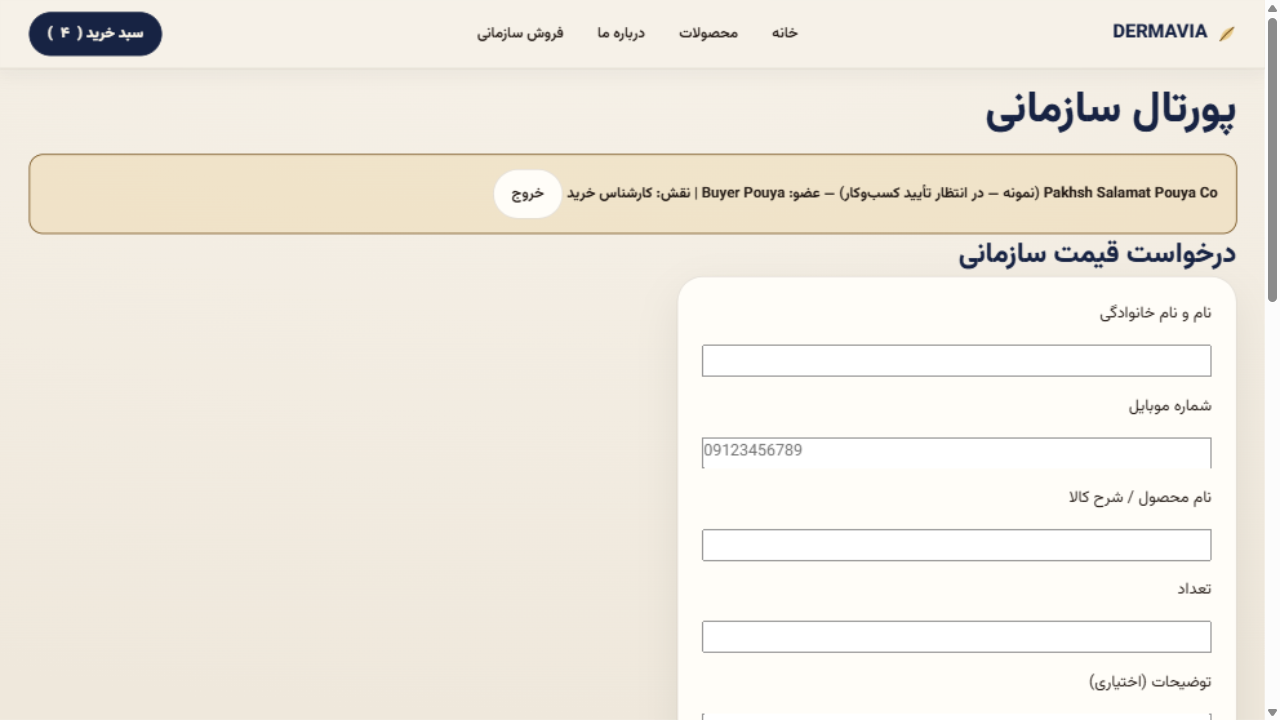 DERMAVIA
خانه
محصولات
درباره ما
فروش سازمانی
سبد خرید ( ۴ )
پورتال سازمانی
Pakhsh Salamat Pouya Co (نمونه — در انتظار تأیید کسب‌وکار) — عضو: Buyer Pouya | نقش: کارشناس خرید
خروج
درخواست قیمت سازمانی
نام و نام خانوادگی
شماره موبایل
09123456789
نام محصول / شرح کالا
تعداد
توضیحات (اختیاری)